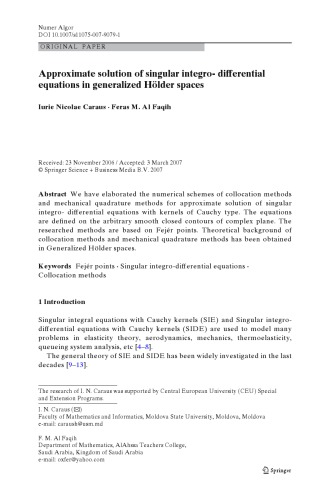 Numer Algor
DOI 10.1007/s11075-007-9079-1
ORIGINAL PAPER
Approximate solution of singular integro- differential
equations in generalized Hölder spaces
Iurie Nicolae Caraus · Feras M. Al Faqih
Received: 23 November 2006 / Accepted: 3 March 2007
© Springer Science + Business Media B.V. 2007
Abstract We have elaborated the numerical schemes of collocation methods
and mechanical quadrature methods for approximate solution of singular
integro- differential equations with kernels of Cauchy type. The equations
are defined on the arbitrary smooth closed contours of complex plane. The
researched methods are based on Fejér points. Theoretical background of
collocation methods and mechanical quadrature methods has been obtained
in Generalized Hölder spaces.
Keywords Fejér points · Singular integro-differential equations ·
Collocation methods
1 Introduction
Singular integral equations with Cauchy kernels (SIE) and Singular integro-
differential equations with Cauchy kernels (SIDE) are used to model many
problems in elasticity theory, aerodynamics, mechanics, thermoelasticity,
queueing system analysis, etc [4–8].
The general theory of SIE and SIDE has been widely investigated in the last
decades [9–13].
The research of I. N. Caraus was supported by Central European University (CEU) Special
and Extension Programs
I. N. Caraus (✉)
Faculty of Mathematics and Informatics, Moldova State University, Moldova, Moldova
e-mail: carausb@usm.md
F. M. Al Faqih
Department of Mathematics, AlAhssa Teachers College,
Saudi Arabia, Kingdom of Saudi Arabia
e-mail: oxfer@yahoo.com
Springer